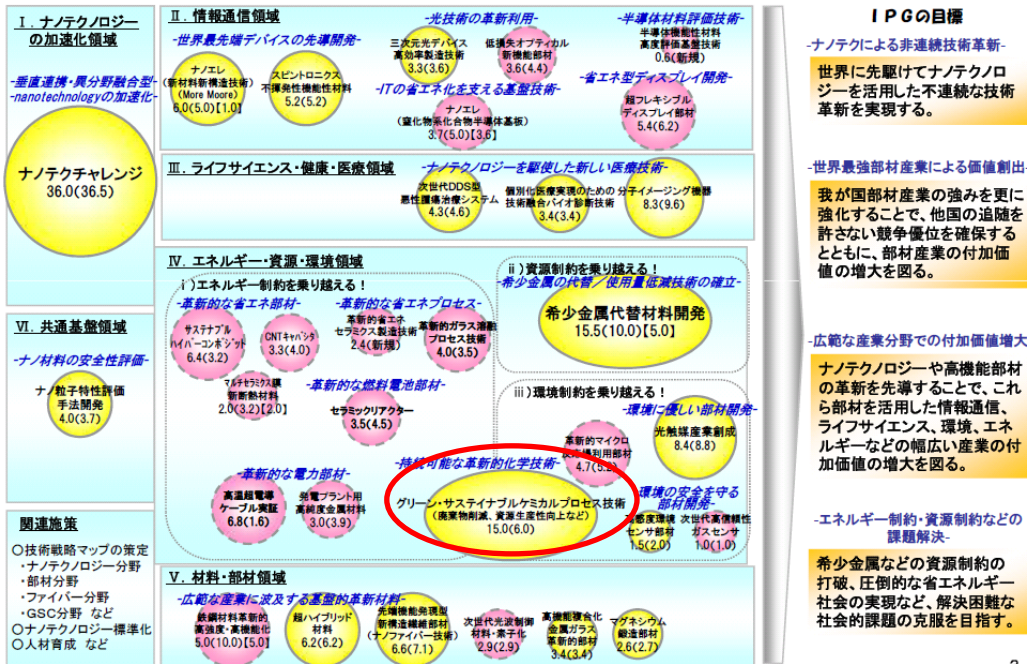 Ⅰ．ナノテクノロジー
の加速化領域
-垂直連携・異分野融合型-
-nanotechnologyの加速化-
ナノテクチャレンジ
36.0(36.5)
Ⅵ．共通基盤領域
-ナノ材料の安全性評価-
ナノ粒子特性評価
手法開発
4.0(3.7)
関連施策
○技術戦略マップの策定
・ナノテクノロジー分野
・部材分野
・ファイバー分野
・GSC分野 など
○ナノテクノロジー標準化
○人材育成 など
Ⅱ．情報通信領域
-世界最先端デバイスの先導開発-
ナノエレ
(新材料新構造技術)
(More Moore)
6.0(5.0)【1.0】
スピントロニクス
不揮発性機能性材料
5.2(5.2)
-光技術の革新利用-
三次元光デバイス
高効率製造技術
3.3(3.6)
低損失オプティカル
新機能部材
3.6(4.4)
-ITの省エネ化を支える基盤技術-
ナノエレ
(窒化物系化合物半導体基板)
3.7(5.0)【3.6】
-半導体材料評価技術-
半導体機能性材料
高度評価基盤技術
0.6(新規)
-省エネ型ディスプレイ開発-
超フレキシブル
ディスプレイ部材
5.4(6.2)
Ⅲ．ライフサイエンス・健康・医療領域
-ナノテクノロジーを駆使した新しい医療技術-
次世代DDS型
悪性腫瘍治療システム
4.3(4.6)
個別化医療実現のための
技術融合バイオ診断技術
3.4(3.4)
分子イメージング機器
8.3(9.6)
Ⅳ．エネルギー・資源・環境領域
ⅰ)エネルギー制約を乗り越える！
-革新的な省エネ部材-
サステナブル
ハイパーコンポジット
6.4(3.2)
CNTキャパシタ
3.3(4.0)
マルチセラミックス膜
新断熱材料
2.0(3.2)【2.0】
-革新的な省エネプロセス-
革新的省エネ
セラミクス製造技術
2.4(新規)
革新的ガラス溶融
プロセス技術
4.0(3.5)
-革新的な燃料電池部材-
セラミックリアクター
3.5(4.5)
-革新的な電力部材-
高温超電導
ケーブル実証
6.8(1.6)
発電プラント用
高純度金属材料
3.0(3.9)
ⅱ)資源制約を乗り越える！
-希少金属の代替／使用量低減技術の確立-
希少金属代替材料開発
15.5(10.0)【5.0】
ⅲ)環境制約を乗り越える！
-環境に優しい部材開発-
光触媒産業創成
8.4(8.8)
革新的マイクロ
反応場利用部材
4.7(5.2)
-持続可能な革新的化学技術-
グリーン・サステイナブルケミカルプロセス技術
(廃棄物削減、資源生産性向上など)
15.0(6.0)
-環境の安全を守る
部材開発-
高感度環境
センサ部材
1.5(2.0)
次世代高信頼性
ガスセンサ
1.0(1.0)
Ⅴ．材料・部材領域
-広範な産業に波及する基盤的革新材料-
鉄鋼材料革新的
高強度・高機能化
5.0(10.0)【5.0】
超ハイブリッド
材料
6.2(6.2)
先端機能発現型
新構造繊維部材
(ナノファイバー技術)
6.6(7.1)
次世代光波制御
材料・素子化
2.9(2.9)
高機能複合化
金属ガラス
革新的部材
3.4(3.4)
マグネシウム
鍛造部材
2.6(2.7)
ＩＰＧの目標
-ナノテクによる非連続技術革新-
世界に先駆けてナノテクノロ
ジーを活用した不連続な技術
革新を実現する。
-世界最強部材産業による価値創出-
我が国部材産業の強みを更に
強化することで、他国の追随を
許さない競争優位を確保する
とともに、部材産業の付加価
値の増大を図る。
-広範な産業分野での付加価値増大
ナノテクノロジーや高機能部材
の革新を先導することで、これ
ら部材を活用した情報通信、
ライフサイエンス、環境、エネ
ルギーなどの幅広い産業の付
加価値の増大を図る。
-エネルギー制約・資源制約などの
課題解決-
希少金属などの資源制約の
打破、圧倒的な省エネルギー
社会の実現など、解決困難な
社会的課題の克服を目指す。